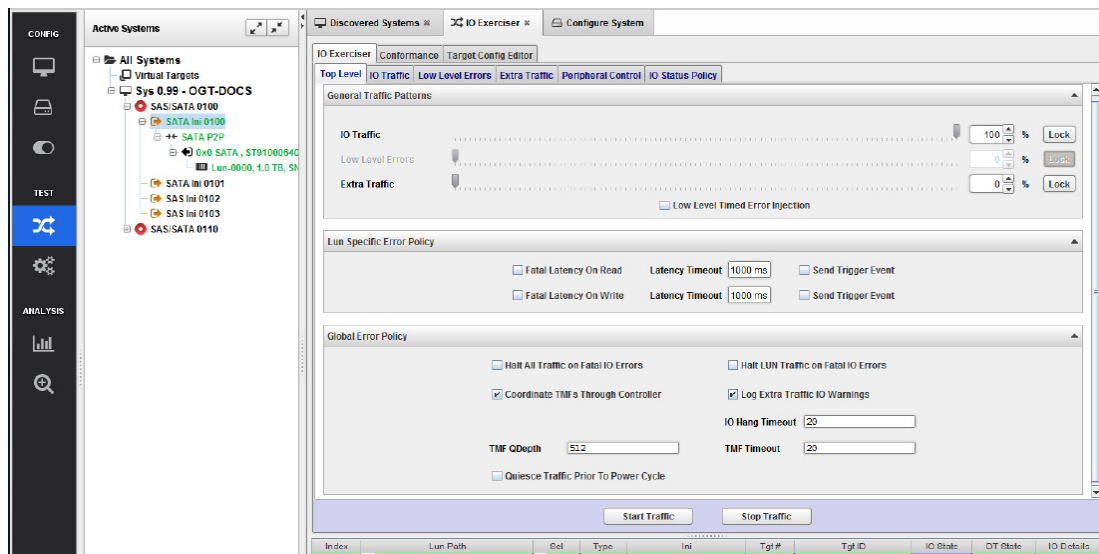 CONFIG
TEST
ANALYSIS
Active Systems
All Systems
Virtual Targets
Sys 0.99 - OGT-DOCS
SAS/SATA 0100
SATA Ini 0100
SATA P2P
0x0 SATA , ST91000640
Lun-0000, 1.0 TB, SN
SATA Ini 0101
SAS Ini 0102
SAS Ini 0103
SAS/SATA 0110
Discovered Systems IO Exerciser Configure System
IO Exerciser Conformance Target Config Editor
Top Level IO Traffic Low Level Errors Extra Traffic Peripheral Control IO Status Policy
General Traffic Patterns
IO Traffic 100 % Lock
Low Level Errors 0 % Lock
Extra Traffic 0 % Lock
Low Level Timed Error Injection
Lun Specific Error Policy
Fatal Latency On Read Latency Timeout 1000 ms Send Trigger Event
Fatal Latency On Write Latency Timeout 1000 ms Send Trigger Event
Global Error Policy
Halt All Traffic on Fatal IO Errors Halt LUN Traffic on Fatal IO Errors
Coordinate TMFs Through Controller Log Extra Traffic IO Warnings
IO Hang Timeout 20
TMF QDepth 512 TMF Timeout 20
Quiesce Traffic Prior To Power Cycle
Start Traffic Stop Traffic
Index Lun Path Sel Type Ini Tgt # Tgt ID IO State DT State IO Details